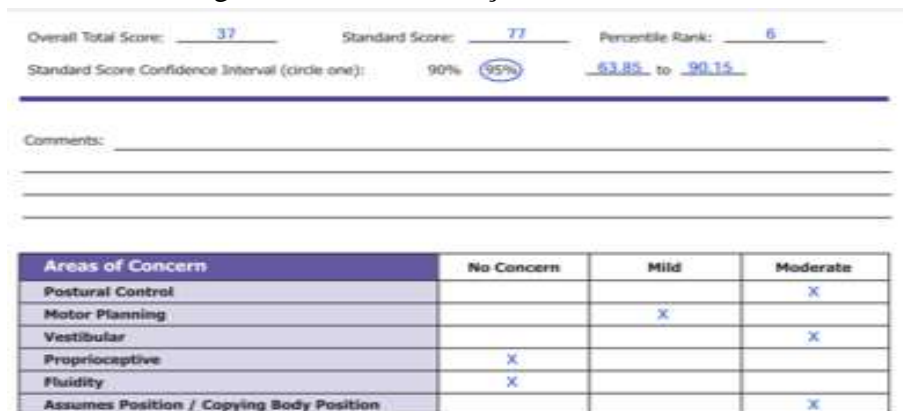 Overall Total Score: 37 Standard Score: 77 Percentile Rank: 6
Standard Score Confidence Interval (circle one): 90% 95% 63.85 to 90.15
Comments:
Areas of Concern No Concern Mild Moderate
Postural Control X
Motor Planning X
Vestibular X
Proprioceptive X
Fluidity X
Assumes Position / Copying Body Position X